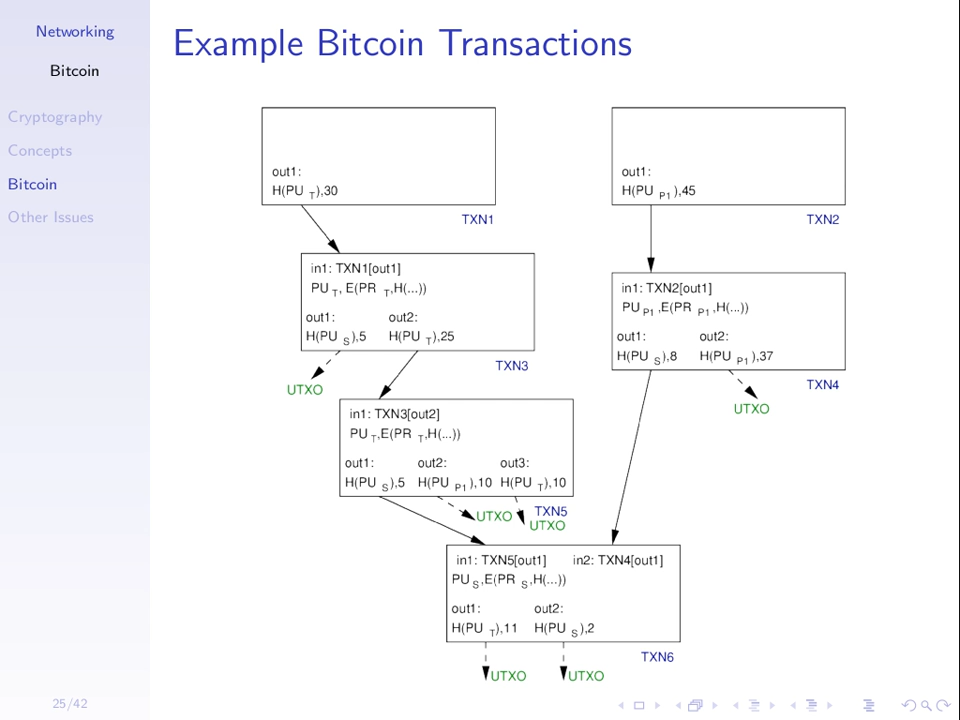 Networking
Bitcoin
Cryptography
Concepts
Bitcoin
Other Issues
Example Bitcoin Transactions
out1:
H(PU T),30
TXN1
out1:
H(PU P1),45
TXN2
in1: TXN1[out1]
PU T, E(PR T,H(...))
out1: out2:
H(PU S),5 H(PU T),25
TXN3
UTXO
in1: TXN2[out1]
PU P1,E(PR P1,H(...))
out1: out2:
H(PU S),8 H(PU P1),37
TXN4
UTXO
in1: TXN3[out2]
PU T,E(PR T,H(...))
out1: out2: out3:
H(PU S),5 H(PU P1),10 H(PU T),10
TXN5
UTXO
UTXO
in1: TXN5[out1] in2: TXN4[out1]
PU S,E(PR S,H(...))
out1: out2:
H(PU T),11 H(PU S),2
TXN6
UTXO UTXO
25/42